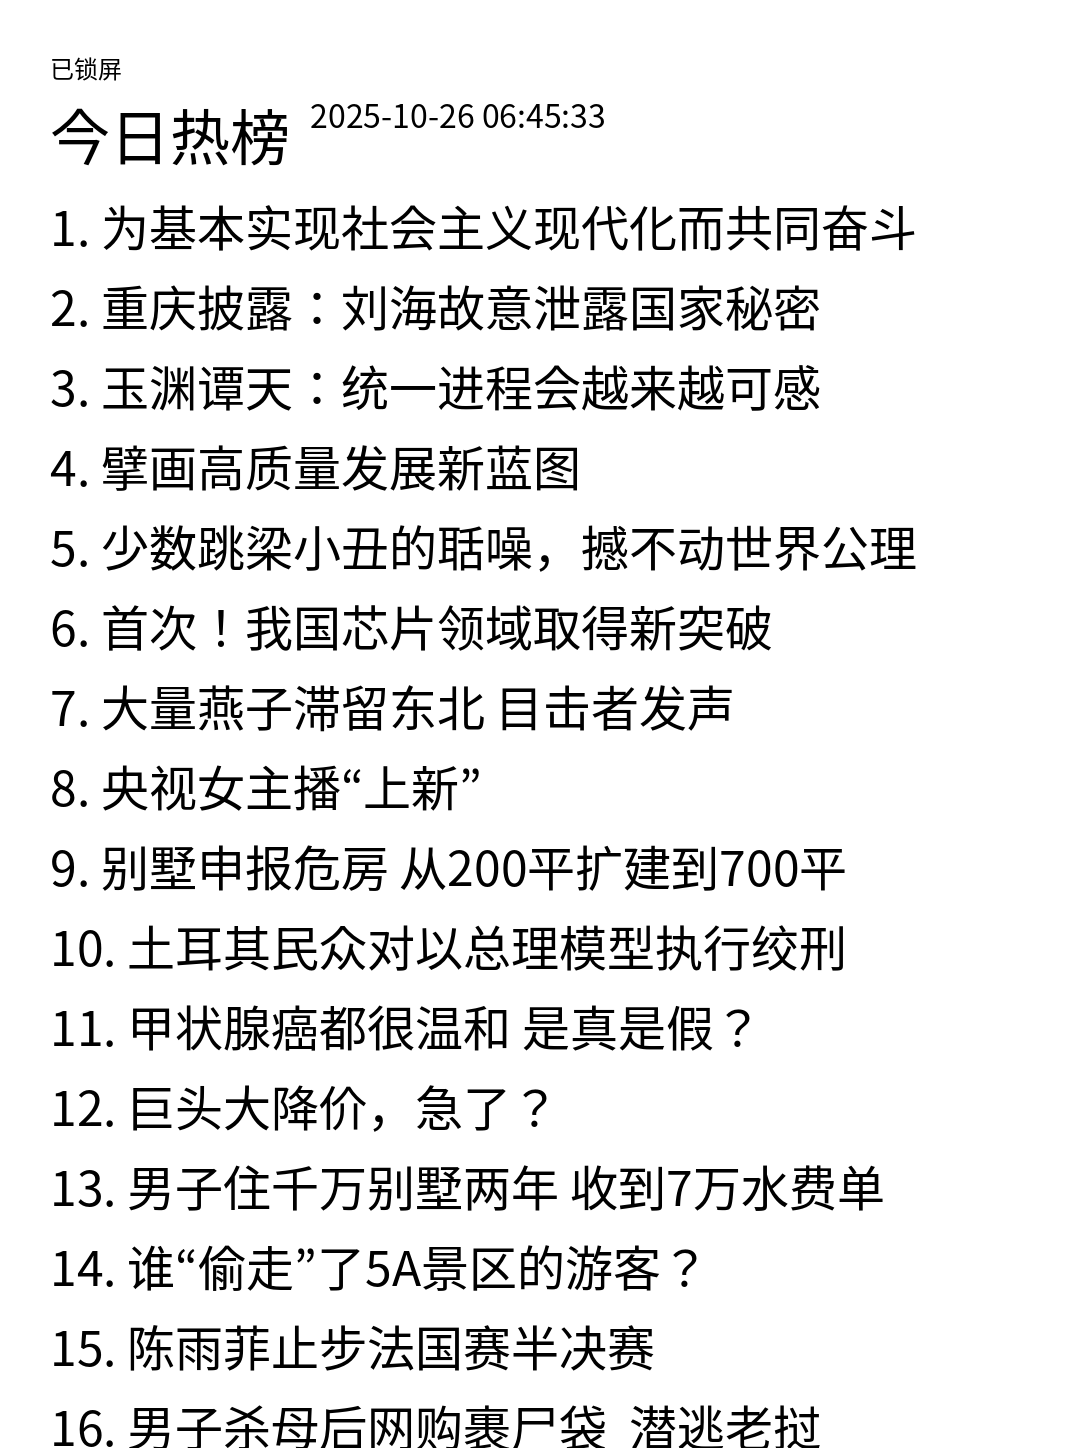 已锁屏
今日热榜 2025-10-26 06:45:33
1. 为基本实现社会主义现代化而共同奋斗
2. 重庆披露：刘海故意泄露国家秘密
3. 玉渊谭天：统一进程会越来越可感
4. 擘画高质量发展新蓝图
5. 少数跳梁小丑的聒噪，撼不动世界公理
6. 首次！我国芯片领域取得新突破
7. 大量燕子滞留东北 目击者发声
8. 央视女主播“上新”
9. 别墅申报危房 从200平扩建到700平
10. 土耳其民众对以总理模型执行绞刑
11. 甲状腺癌都很温和 是真是假？
12. 巨头大降价，急了？
13. 男子住千万别墅两年 收到7万水费单
14. 谁“偷走”了5A景区的游客？
15. 陈雨菲止步法国赛半决赛
16. 男子杀母后网购裹尸袋 潜逃老挝